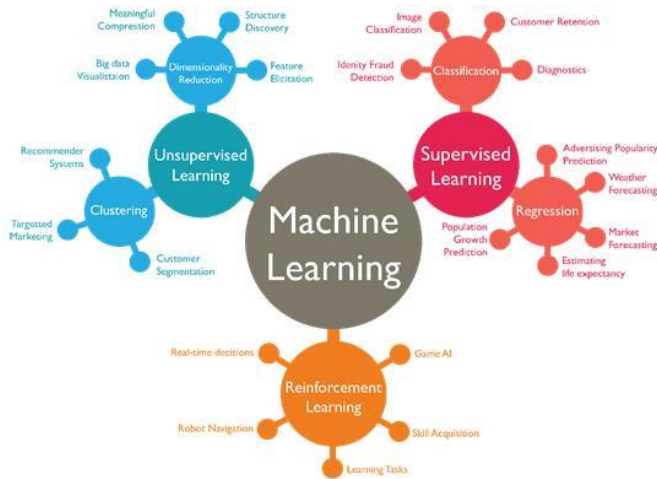 Meaningful
Compression
Structure
Discovery
Big data
Visualistaion
Dimensionality
Reduction
Feature
Elicitation
Image
Classification
Customer Retention
Idenity Fraud
Detection
Classification
Diagnostics
Recommender
Systems
Unsupervised
Learning
Supervised
Learning
Advertising Popularity
Prediction
Weather
Forecasting
Clustering
Targetted
Marketing
Customer
Segmentation
Machine
Learning
Regression
Population
Growth
Prediction
Market
Forecasting
Estimating
life expectancy
Real-time decisions
Game AI
Reinforcement
Learning
Robot Navigation
Skill Acquisition
Learning Tasks